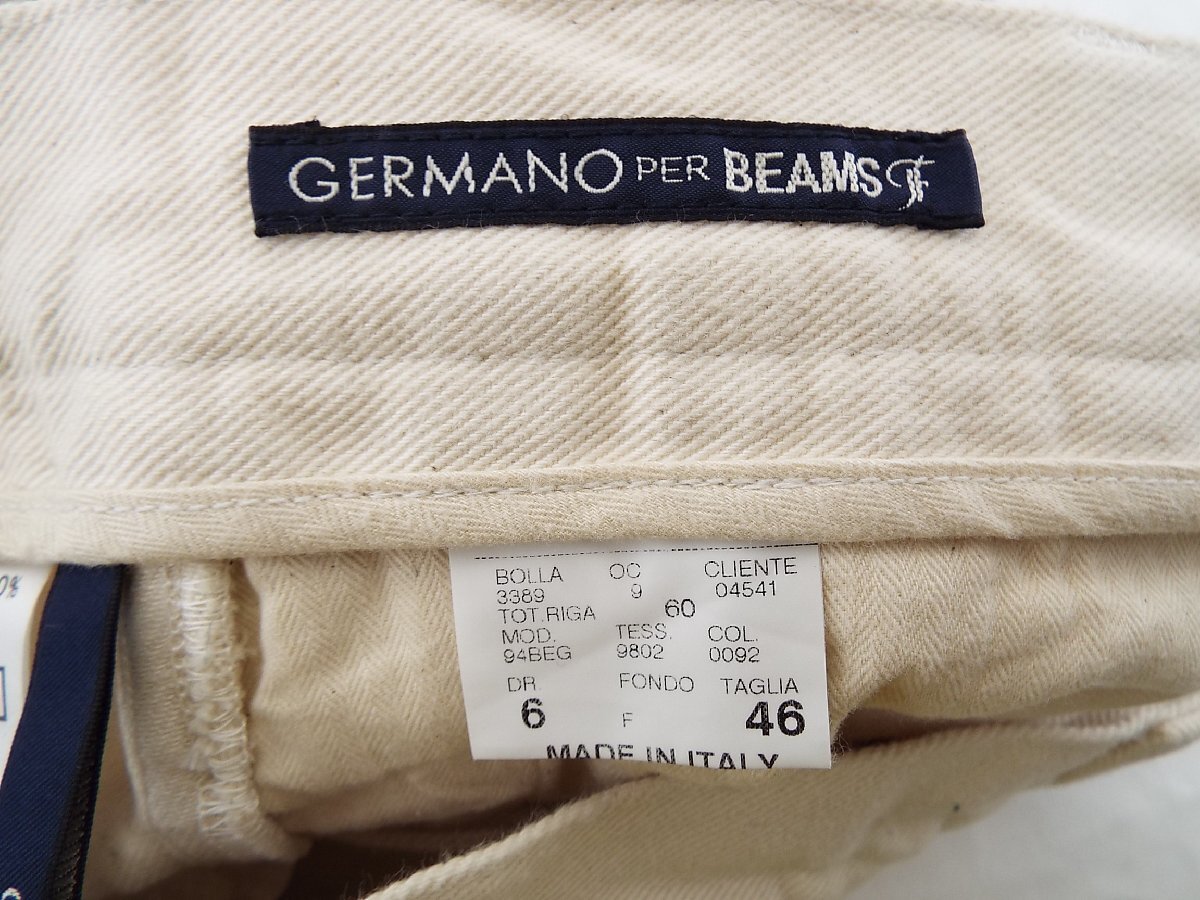 GERMANO PER BEAMS F
0%
BOLLA OC CLIENTE
3389 9 04541
TOT.RIGA 60
MOD. TESS. COL.
94BEG 9802 0092
DR. FONDO TAGLIA
6 F 46
MADE IN ITALY